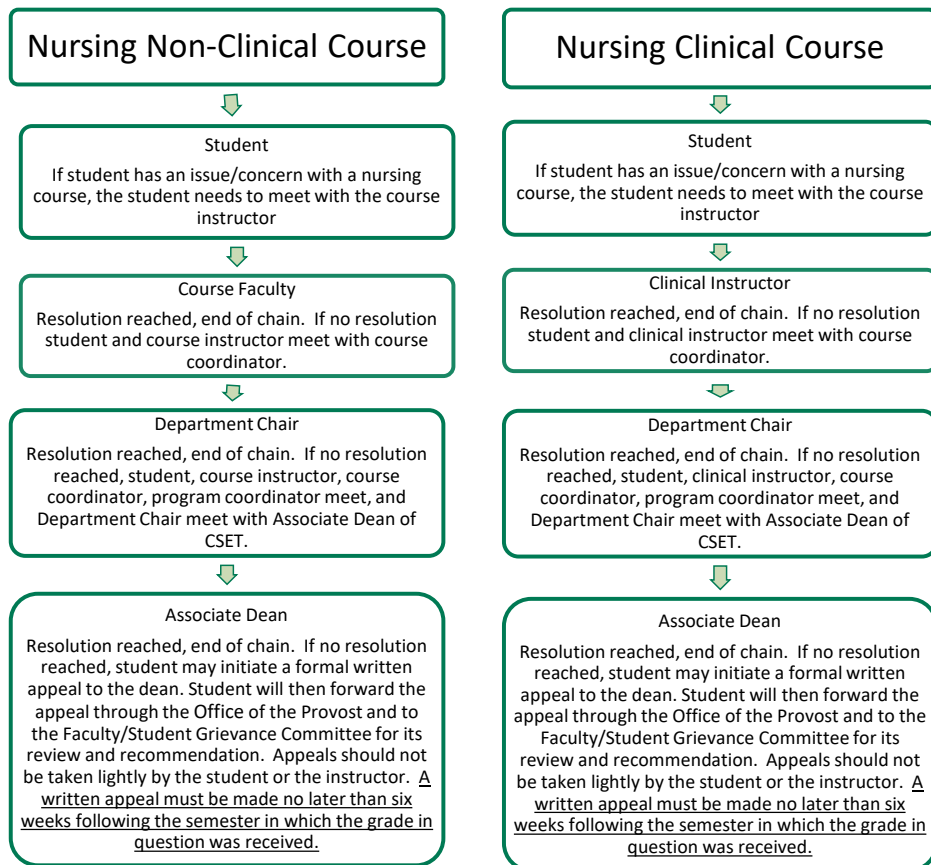 Nursing Non-Clinical Course
Student
If student has an issue/concern with a nursing
course, the student needs to meet with the course
instructor
Course Faculty
Resolution reached, end of chain.  If no resolution
student and course instructor meet with course
coordinator.
Department Chair
Resolution reached, end of chain.  If no resolution
reached, student, course instructor, course
coordinator, program coordinator meet, and
Department Chair meet with Associate Dean of
CSET.
Associate Dean
Resolution reached, end of chain.  If no resolution
reached, student may initiate a formal written
appeal to the dean. Student will then forward the
appeal through the Office of the Provost and to
the Faculty/Student Grievance Committee for its
review and recommendation.  Appeals should not
be taken lightly by the student or the instructor.  A
written appeal must be made no later than six
weeks following the semester in which the grade in
question was received.
Nursing Clinical Course
Student
If student has an issue/concern with a nursing
course, the student needs to meet with the course
instructor
Clinical Instructor
Resolution reached, end of chain.  If no resolution
student and clinical instructor meet with course
coordinator.
Department Chair
Resolution reached, end of chain.  If no resolution
reached, student, clinical instructor, course
coordinator, program coordinator meet, and
Department Chair meet with Associate Dean of
CSET.
Associate Dean
Resolution reached, end of chain.  If no resolution
reached, student may initiate a formal written
appeal to the dean. Student will then forward the
appeal through the Office of the Provost and to the
Faculty/Student Grievance Committee for its
review and recommendation.  Appeals should not
be taken lightly by the student or the instructor.  A
written appeal must be made no later than six
weeks following the semester in which the grade in
question was received.